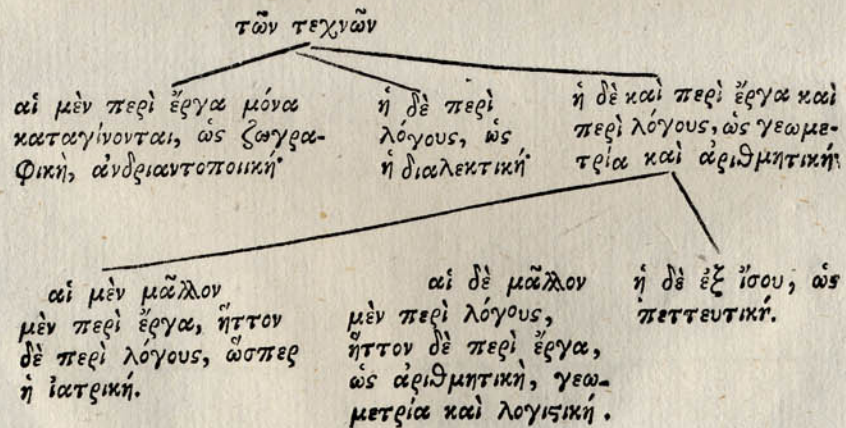 τῶν τεχνῶν
αἱ μὲν περὶ ἔργα μόνα
καταγίνονται, ὡς ζωγρα-
φικὴ, ἀνδριαντοποιική·
ἡ δὲ περὶ
λόγους, ὡς
ἡ διαλεκτική·
ἡ δὲ καὶ περὶ ἔργα καὶ
περὶ λόγους, ὡς γεωμε-
τρία καὶ ἀριθμητική·
αἱ μὲν μᾶλλον
μὲν περὶ ἔργα, ἧττον
δὲ περὶ λόγους, ὥσπερ
ἡ ἰατρική.
αἱ δὲ μᾶλλον
μὲν περὶ λόγους,
ἧττον δὲ περὶ ἔργα,
ὡς ἀριθμητικὴ, γεω-
μετρία καὶ λογιστική.
ἡ δὲ ἐξ ἴσου, ὡς
πεττευτική.